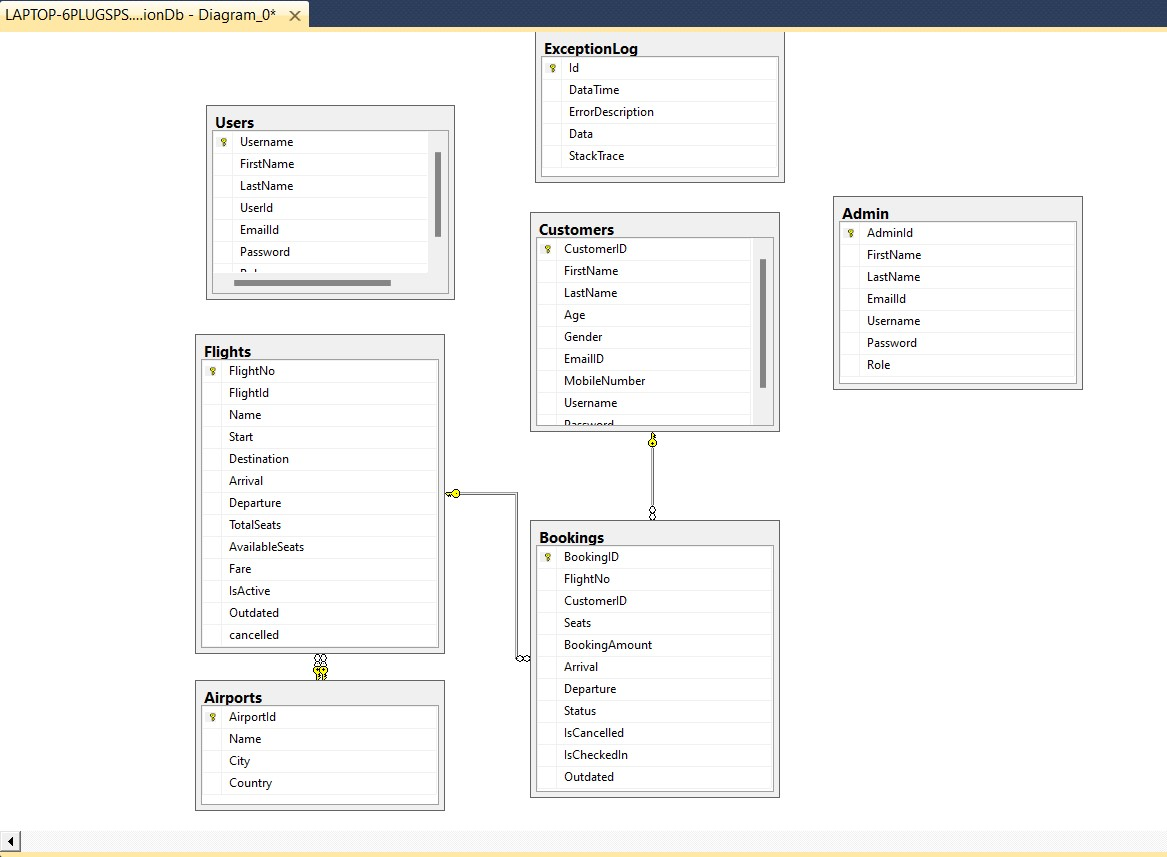 LAPTOP-6PLUGSPS....ionDb - Diagram_0*
ExceptionLog
Id
DataTime
ErrorDescription
Data
StackTrace
Users
Username
FirstName
LastName
UserId
EmailId
Password
Customers
CustomerID
FirstName
LastName
Age
Gender
EmailID
MobileNumber
Username
Password
Admin
AdminId
FirstName
LastName
EmailId
Username
Password
Role
Flights
FlightNo
FlightId
Name
Start
Destination
Arrival
Departure
TotalSeats
AvailableSeats
Fare
IsActive
Outdated
cancelled
Bookings
BookingID
FlightNo
CustomerID
Seats
BookingAmount
Arrival
Departure
Status
IsCancelled
IsCheckedIn
Outdated
Airports
AirportId
Name
City
Country